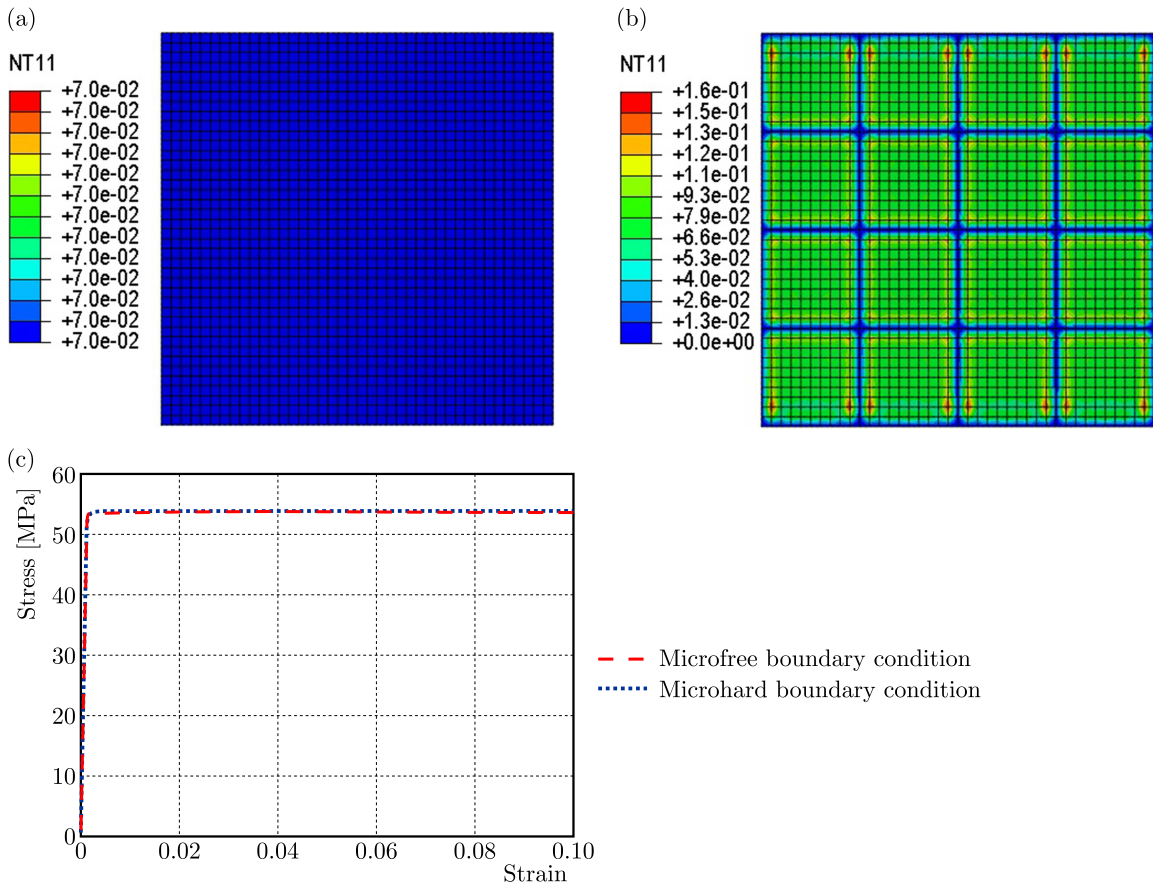 (a)
NT11
+7.0e-02
+7.0e-02
+7.0e-02
+7.0e-02
+7.0e-02
+7.0e-02
+7.0e-02
+7.0e-02
+7.0e-02
+7.0e-02
+7.0e-02
+7.0e-02
+7.0e-02
(b)
NT11
+1.6e-01
+1.5e-01
+1.3e-01
+1.2e-01
+1.1e-01
+9.3e-02
+7.9e-02
+6.6e-02
+5.3e-02
+4.0e-02
+2.6e-02
+1.3e-02
+0.0e+00
(c)
Stress [MPa]
60
50
40
30
20
10
0
0 0.02 0.04 0.06 0.08 0.10
Strain
Microfree boundary condition
Microhard boundary condition